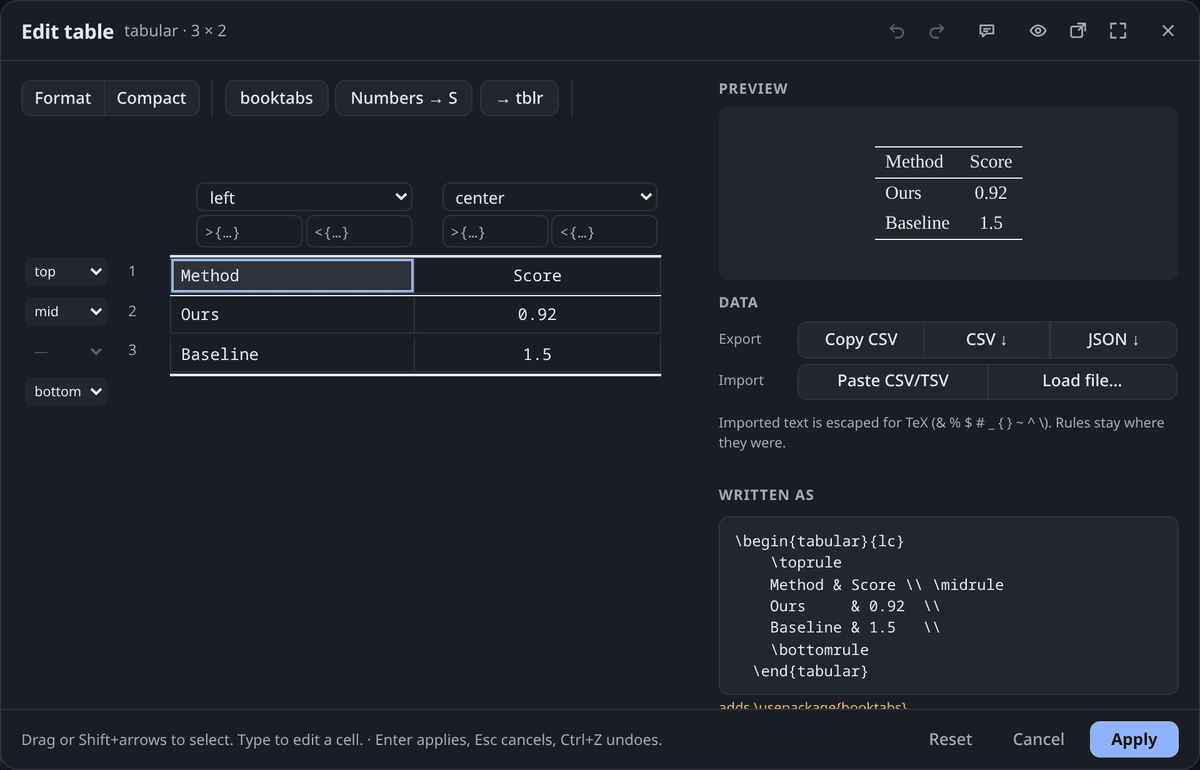 Edit table tabular · 3 × 2
Format Compact booktabs Numbers → S → tblr
left center
>{…} <{…} >{…} <{…}
top 1 Method Score
mid 2 Ours 0.92
— 3 Baseline 1.5
bottom
PREVIEW
Method Score
Ours 0.92
Baseline 1.5
DATA
Export Copy CSV CSV ↓ JSON ↓
Import Paste CSV/TSV Load file…
Imported text is escaped for TeX (& % $ # _ { } ~ ^ \). Rules stay where
they were.
WRITTEN AS
\begin{tabular}{lc}
    \toprule
    Method & Score \\ \midrule
    Ours     & 0.92  \\
    Baseline & 1.5   \\
    \bottomrule
  \end{tabular}
adds \usepackage{booktabs}
Drag or Shift+arrows to select. Type to edit a cell. · Enter applies, Esc cancels, Ctrl+Z undoes.
Reset Cancel Apply